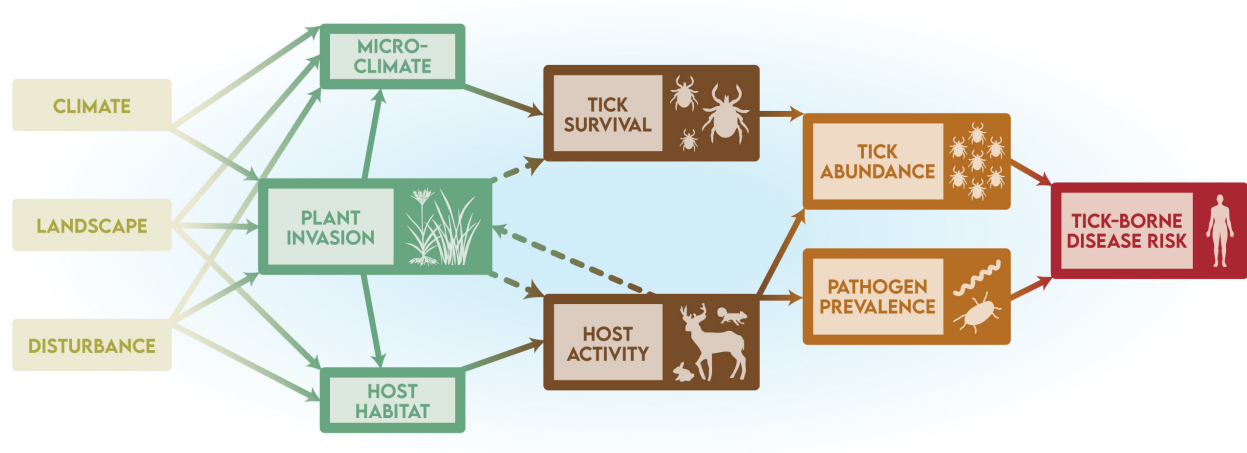 CLIMATE
LANDSCAPE
DISTURBANCE
MICRO-
CLIMATE
PLANT
INVASION
HOST
HABITAT
TICK
SURVIVAL
HOST
ACTIVITY
TICK
ABUNDANCE
PATHOGEN
PREVALENCE
TICK-BORNE
DISEASE RISK